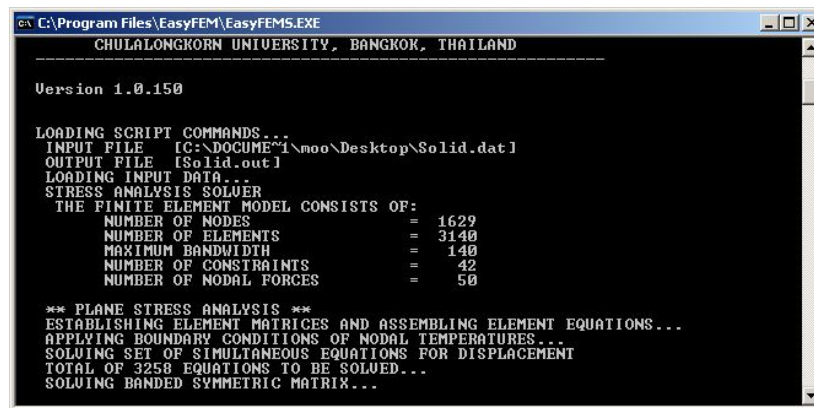 C:\Program Files\EasyFEM\EasyFEMS.EXE
CHULALONGKORN UNIVERSITY, BANGKOK, THAILAND
----------------------------------------------------------------
Version 1.0.150
LOADING SCRIPT COMMANDS...
INPUT FILE [C:\DOCUME~1\moo\Desktop\Solid.dat]
OUTPUT FILE [Solid.out]
LOADING INPUT DATA...
STRESS ANALYSIS SOLVER
THE FINITE ELEMENT MODEL CONSISTS OF:
NUMBER OF NODES = 1629
NUMBER OF ELEMENTS = 3140
MAXIMUM BANDWIDTH = 140
NUMBER OF CONSTRAINTS = 42
NUMBER OF NODAL FORCES = 50
** PLANE STRESS ANALYSIS **
ESTABLISHING ELEMENT MATRICES AND ASSEMBLING ELEMENT EQUATIONS...
APPLYING BOUNDARY CONDITIONS OF NODAL TEMPERATURES...
SOLVING SET OF SIMULTANEOUS EQUATIONS FOR DISPLACEMENT
TOTAL OF 3258 EQUATIONS TO BE SOLVED...
SOLVING BANDED SYMMETRIC MATRIX...